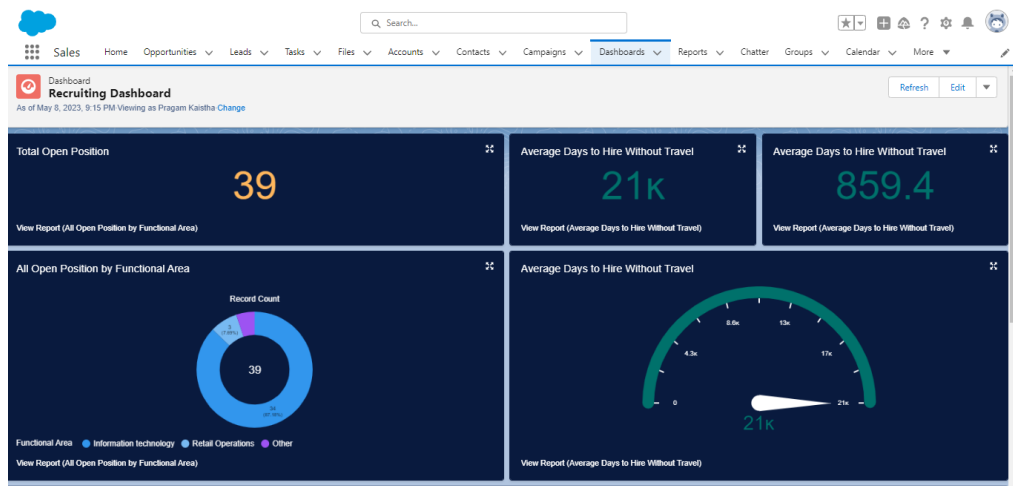 Search...
Sales Home Opportunities Leads Tasks Files Accounts Contacts Campaigns Dashboards Reports Chatter Groups Calendar More
Dashboard
Recruiting Dashboard
As of May 8, 2023, 9:15 PM·Viewing as Pragam Kaistha Change
Refresh Edit
Total Open Position
39
View Report (All Open Position by Functional Area)
Average Days to Hire Without Travel
21K
View Report (Average Days to Hire Without Travel)
Average Days to Hire Without Travel
859.4
View Report (Average Days to Hire Without Travel)
All Open Position by Functional Area
Record Count
3
(7.69%)
39
34
Functional Area Information technology Retail Operations Other
View Report (All Open Position by Functional Area)
Average Days to Hire Without Travel
0
4.3K
8.6K
13K
17K
21K
21K
View Report (Average Days to Hire Without Travel)